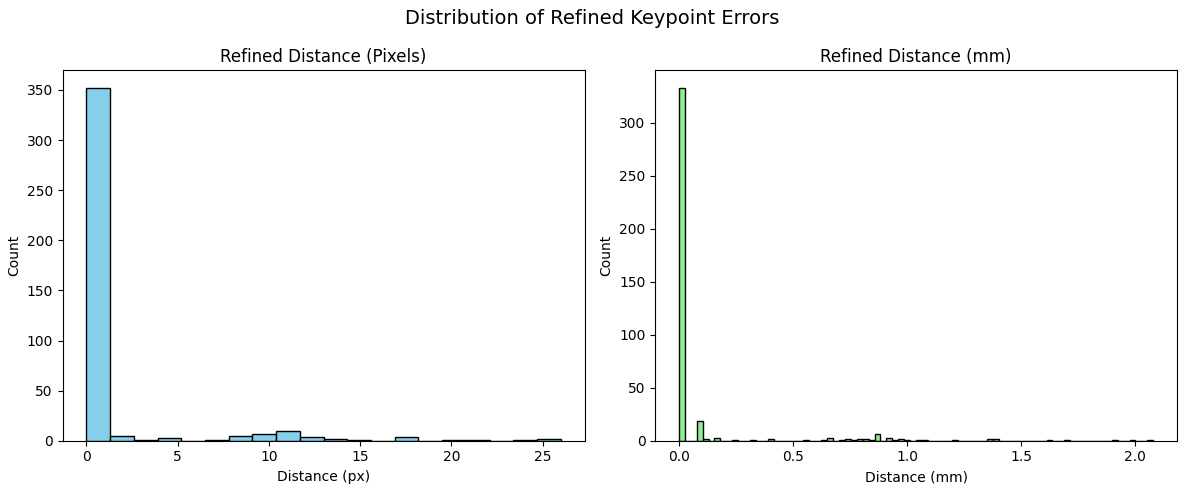 Distribution of Refined Keypoint Errors
Refined Distance (Pixels)
350
300
250
200
150
100
50
0
Count
0 5 10 15 20 25
Distance (px)
Refined Distance (mm)
300
250
200
150
100
50
0
Count
0.0 0.5 1.0 1.5 2.0
Distance (mm)